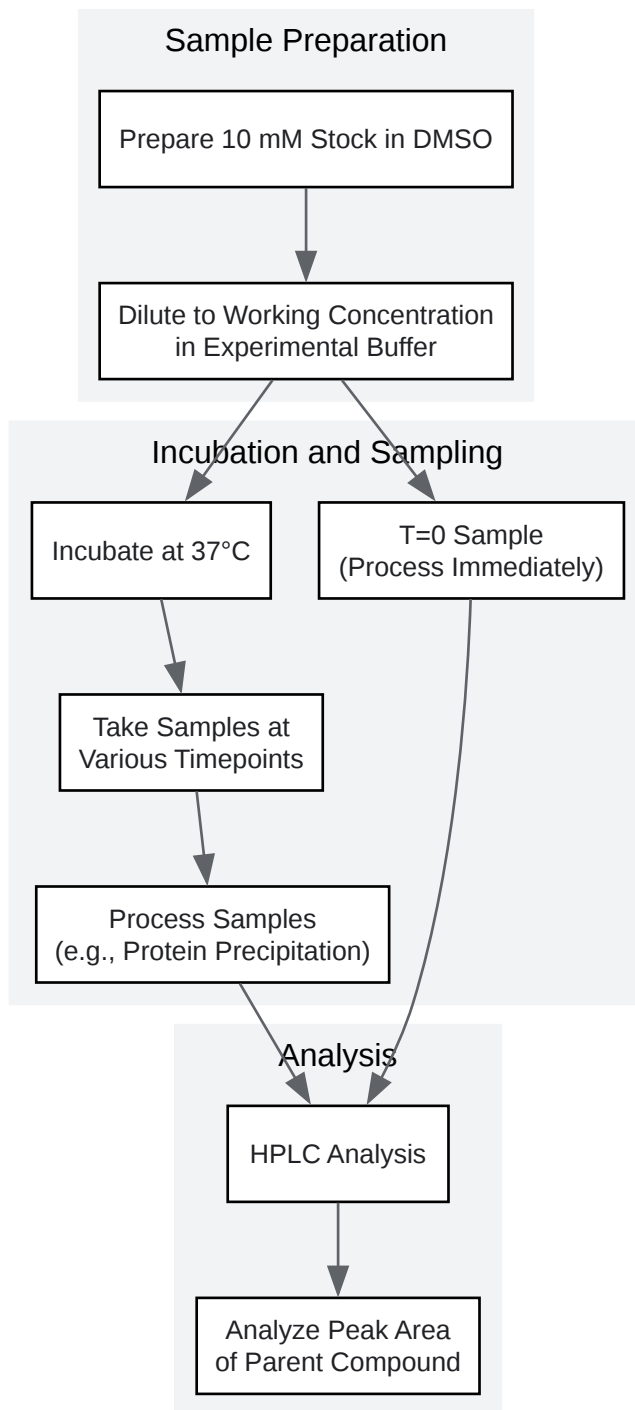 Sample Preparation
Prepare 10 mM Stock in DMSO
Dilute to Working Concentration
in Experimental Buffer
Incubation and Sampling
Incubate at 37°C
T=0 Sample
(Process Immediately)
Take Samples at
Various Timepoints
Process Samples
(e.g., Protein Precipitation)
Analysis
HPLC Analysis
Analyze Peak Area
of Parent Compound